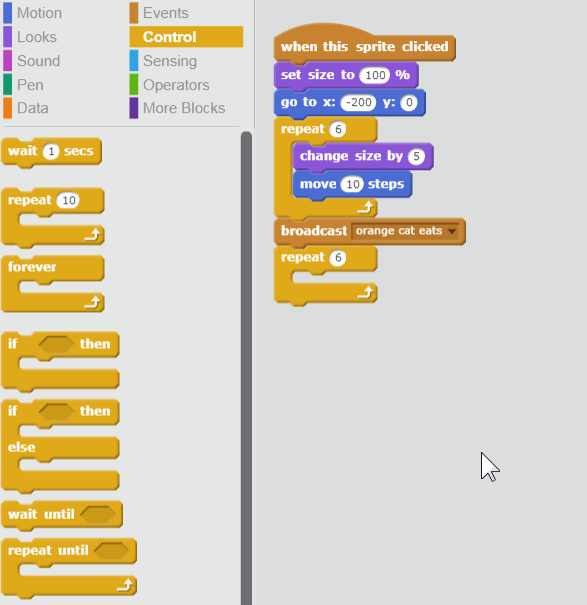 Motion
Looks
Sound
Pen
Data
Events
Control
Sensing
Operators
More Blocks
wait 1 secs
repeat 10
forever
if then
if then
else
wait until
repeat until
when this sprite clicked
set size to 100 %
go to x: -200 y: 0
repeat 6
change size by 5
move 10 steps
broadcast orange cat eats
repeat 6